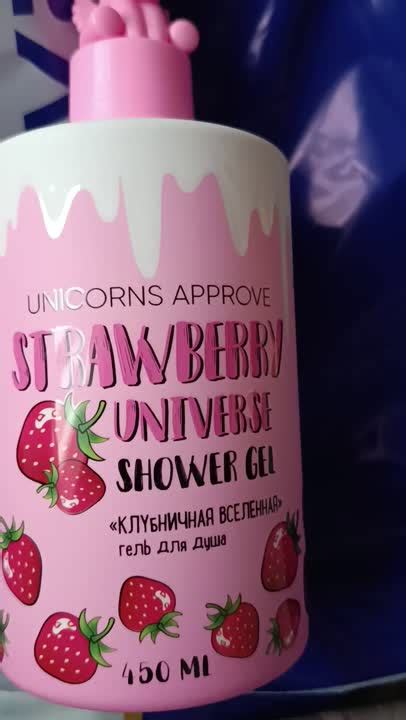 UNICORNS APPROVE
STRAWBERRY
UNIVERSE
SHOWER GEL
«КЛУБНИЧНАЯ ВСЕЛЕННАЯ»
гель для душа
450 ML